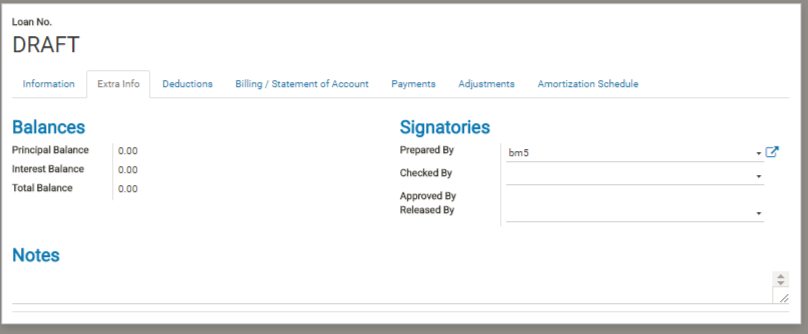 Loan No.
DRAFT
Information Extra Info Deductions Billing / Statement of Account Payments Adjustments Amortization Schedule
Balances
Principal Balance 0.00
Interest Balance 0.00
Total Balance 0.00
Signatories
Prepared By bm5
Checked By
Approved By
Released By
Notes